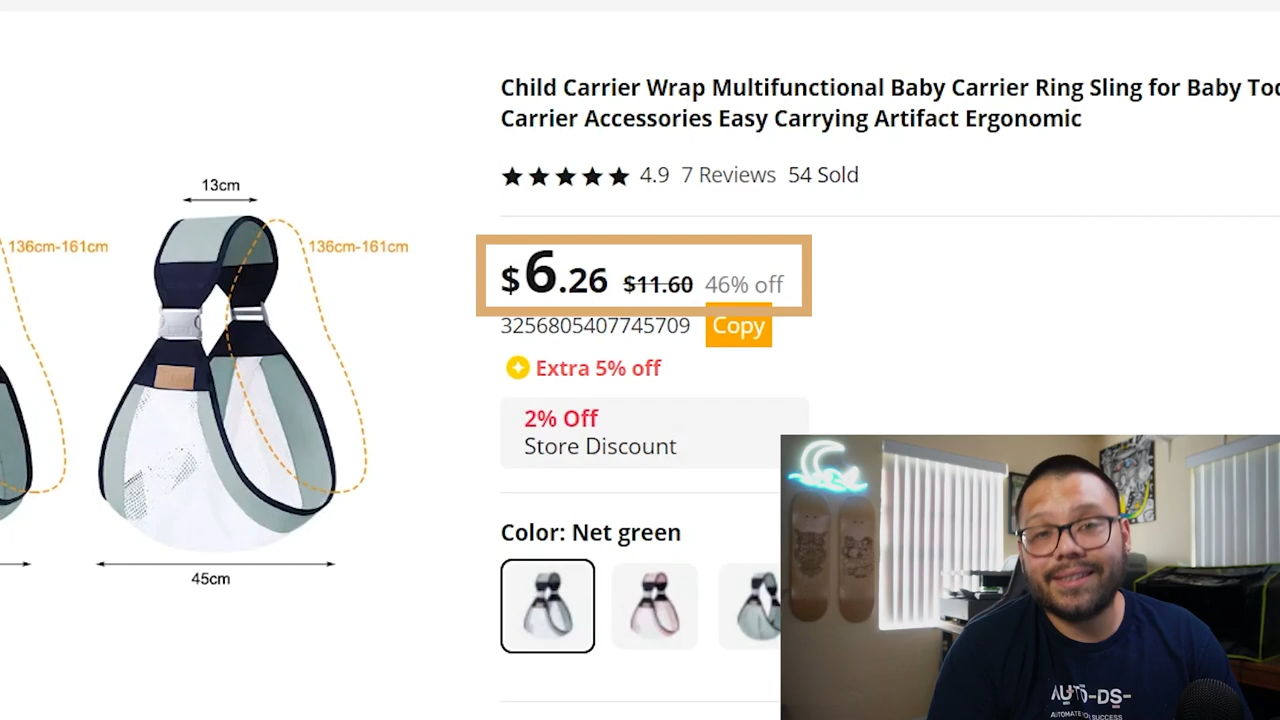 Child Carrier Wrap Multifunctional Baby Carrier Ring Sling for Baby
Carrier Accessories Easy Carrying Artifact Ergonomic
4.9 7 Reviews 54 Sold
$6.26 $11.60 46% off
3256805407745709 Copy
Extra 5% off
2% Off
Store Discount
Color: Net green
13cm
136cm-161cm
136cm-161cm
45cm
AUTO-DS-